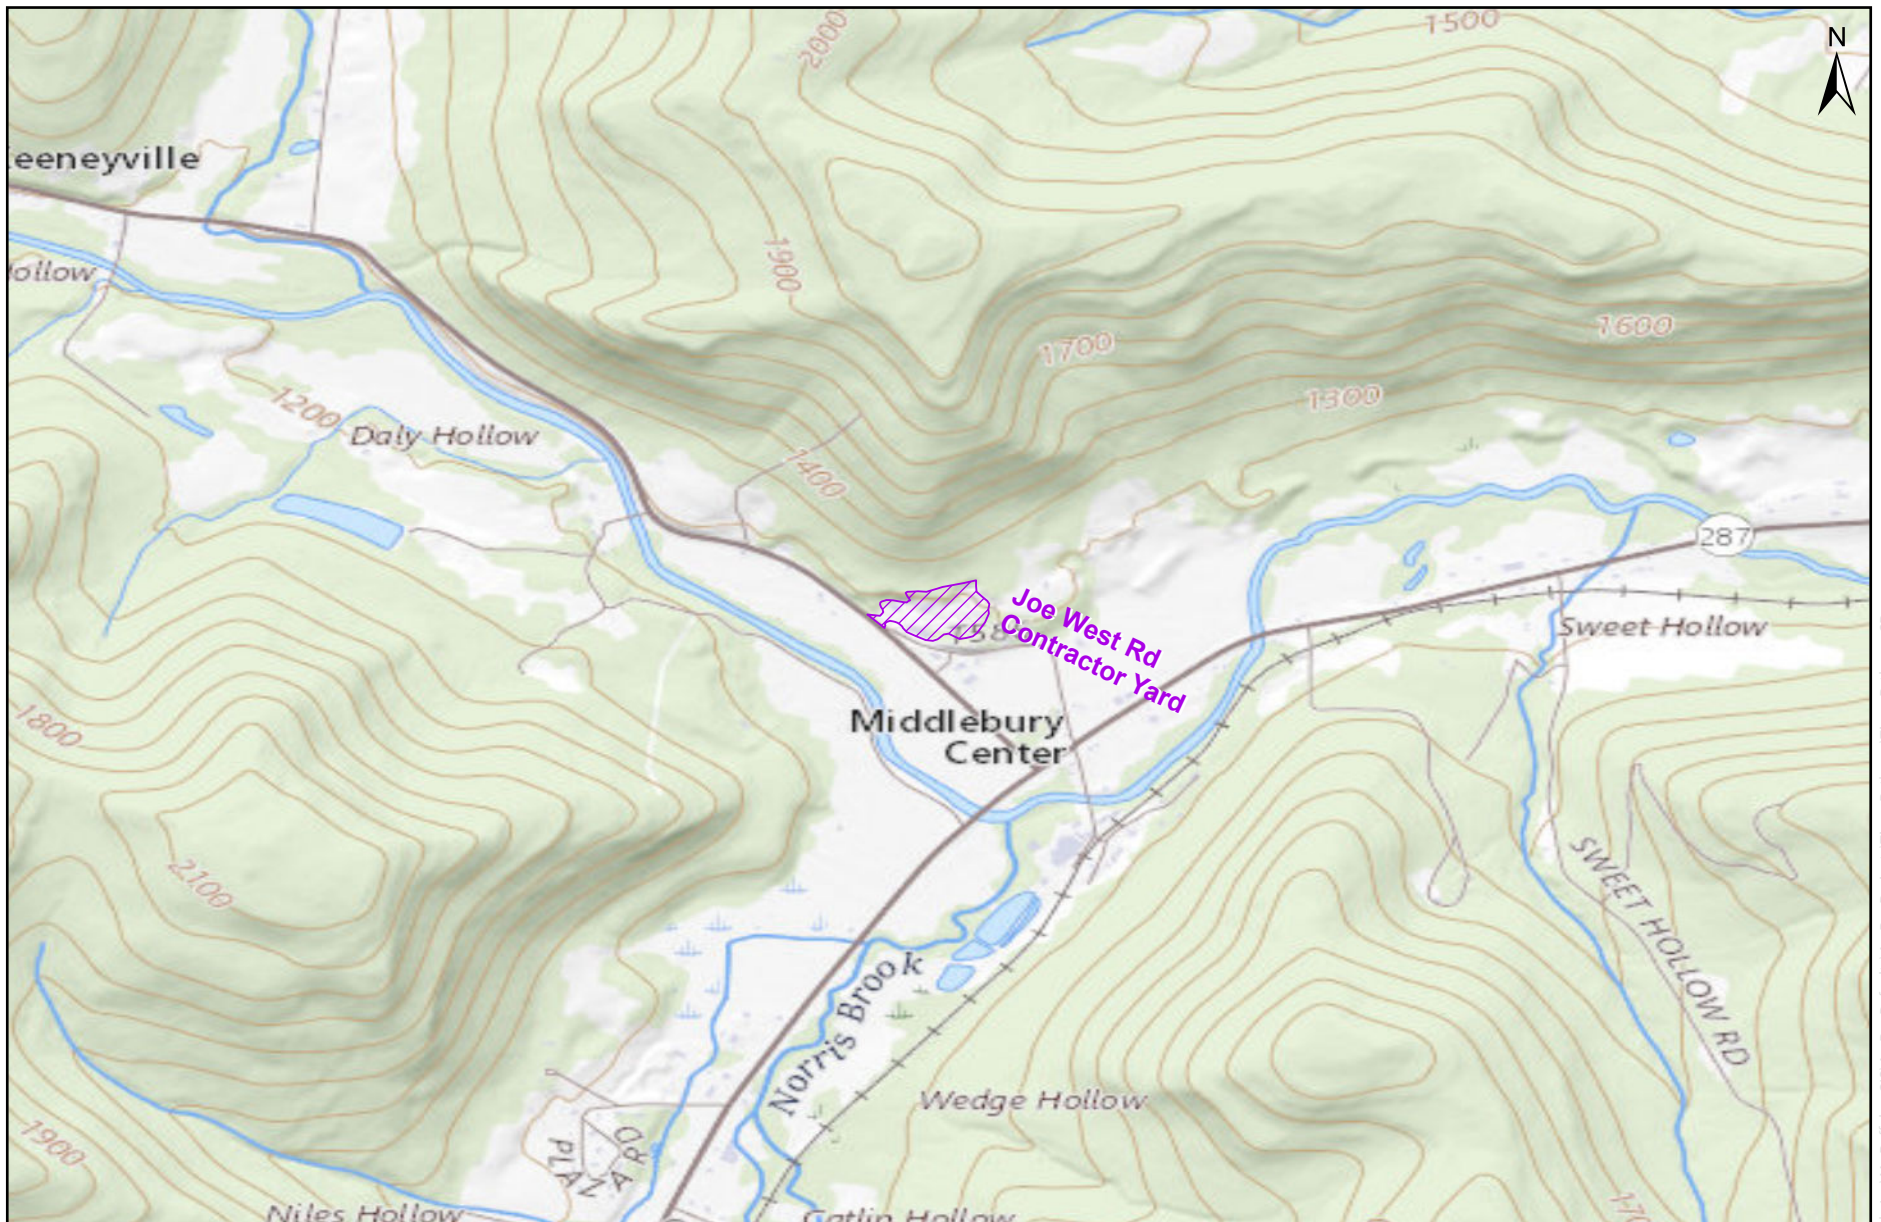 2000
1500
N
eeneyville
1900
ollow
1600
1700
1300
1200
Daly Hollow
1400
287
Joe West Rd
Contractor Yard
Sweet Hollow
1800
Middlebury
Center
2100
SWEET HOLLOW RD
Norris Brook
Wedge Hollow
1900
PLAZA RD
Niles Hollow
Catlin Hollow